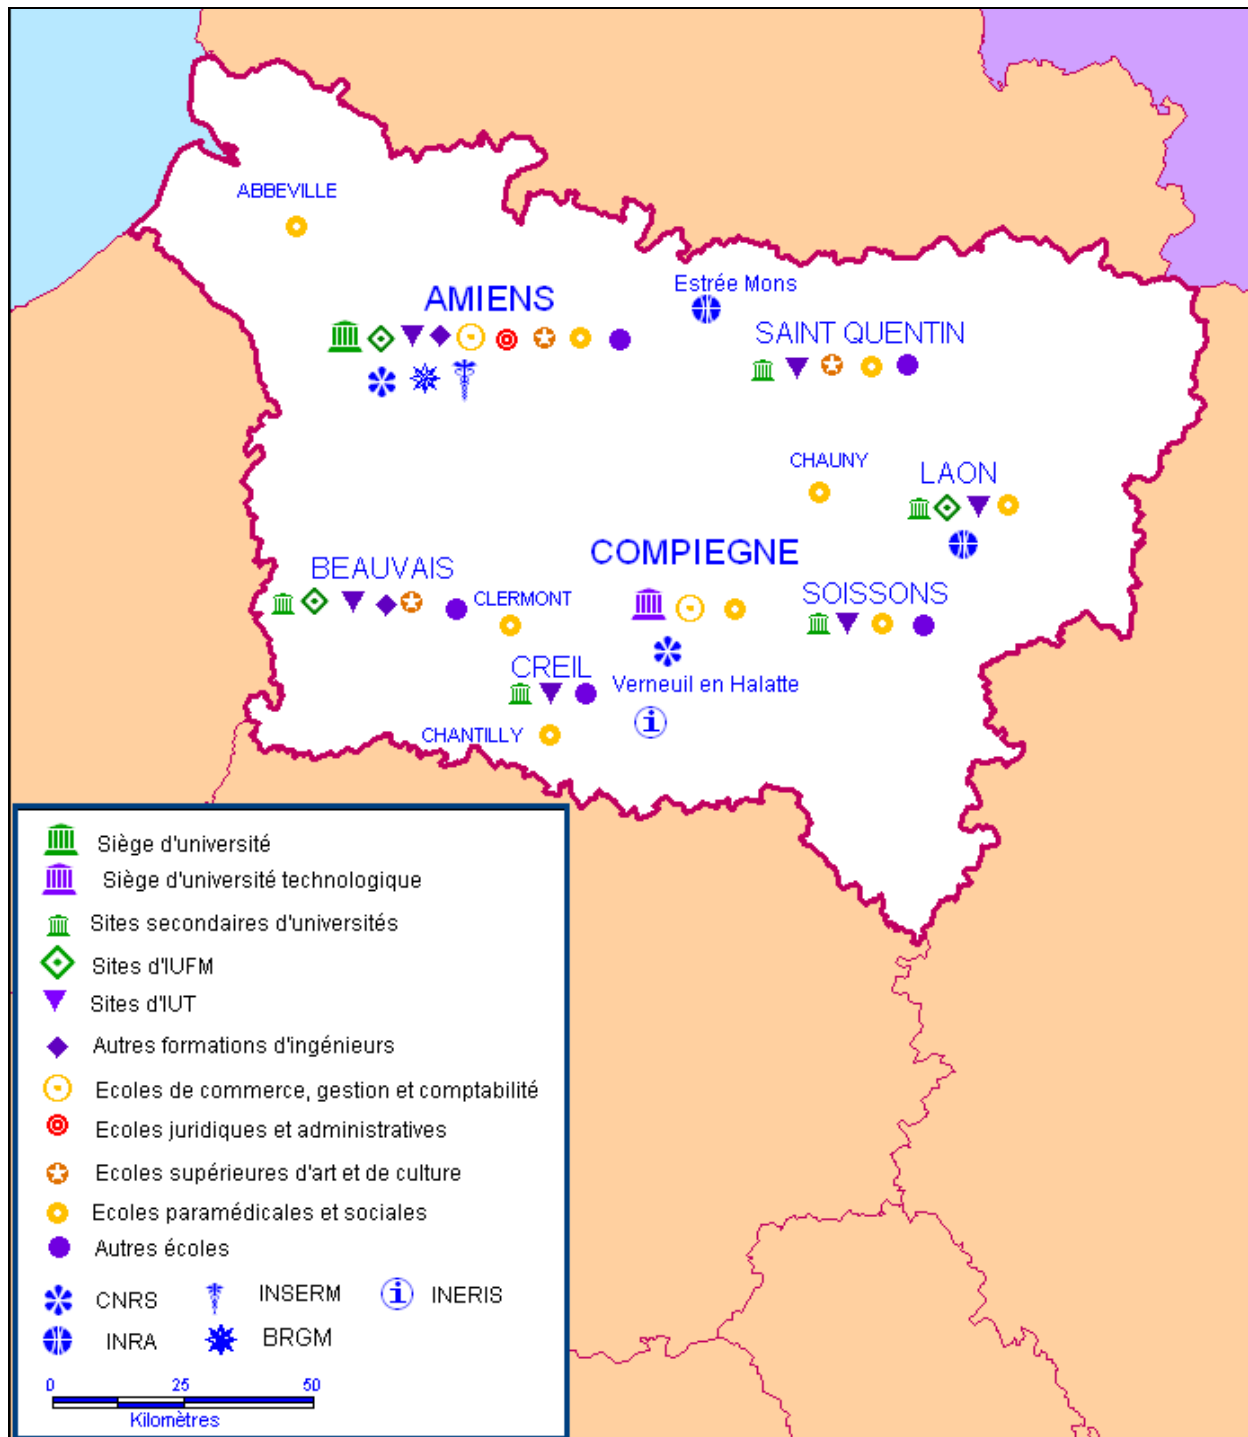 ABBEVILLE
AMIENS
Estrée Mons
SAINT QUENTIN
CHAUNY
LAON
COMPIEGNE
BEAUVAIS
CLERMONT
SOISSONS
CREIL
Verneuil en Halatte
CHANTILLY
Siège d'université
Siège d'université technologique
Sites secondaires d'universités
Sites d'IUFM
Sites d'IUT
Autres formations d'ingénieurs
Ecoles de commerce, gestion et comptabilité
Ecoles juridiques et administratives
Ecoles supérieures d'art et de culture
Ecoles paramédicales et sociales
Autres écoles
CNRS INSERM INERIS
INRA BRGM
0 25 50
Kilomètres